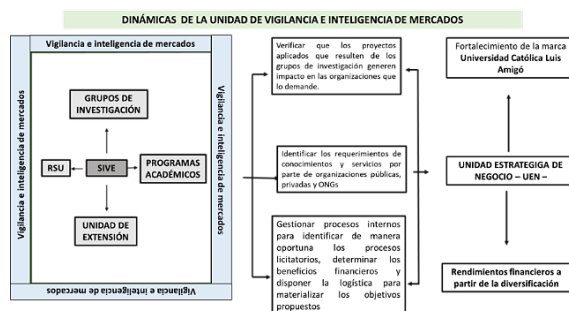 DINÁMICAS DE LA UNIDAD DE VIGILANCIA E INTELIGENCIA DE MERCADOS
Vigilancia e inteligencia de mercados
Vigilancia e inteligencia de mercados
GRUPOS DE
INVESTIGACIÓN
RSU
SIVE
PROGRAMAS
ACADÉMICOS
UNIDAD DE
EXTENSIÓN
Vigilancia e inteligencia de mercados
Vigilancia e inteligencia
de mercados
Verificar que los proyectos
aplicados que resulten de los
grupos de investigación generen
impacto en las organizaciones que
lo demande.
Identificar los requerimientos de
conocimientos y servicios por
parte de organizaciones públicas,
privadas y ONGs
Gestionar procesos internos
para identificar de manera
oportuna los procesos
licitatorios, determinar los
beneficios financieros y
disponer la logística para
materializar los objetivos
propuestos
Fortalecimiento de la marca
Universidad Católica Luis
Amigó
UNIDAD ESTRATEGIGA DE
NEGOCIO – UEN –
Rendimientos financieros a
partir de la diversificación